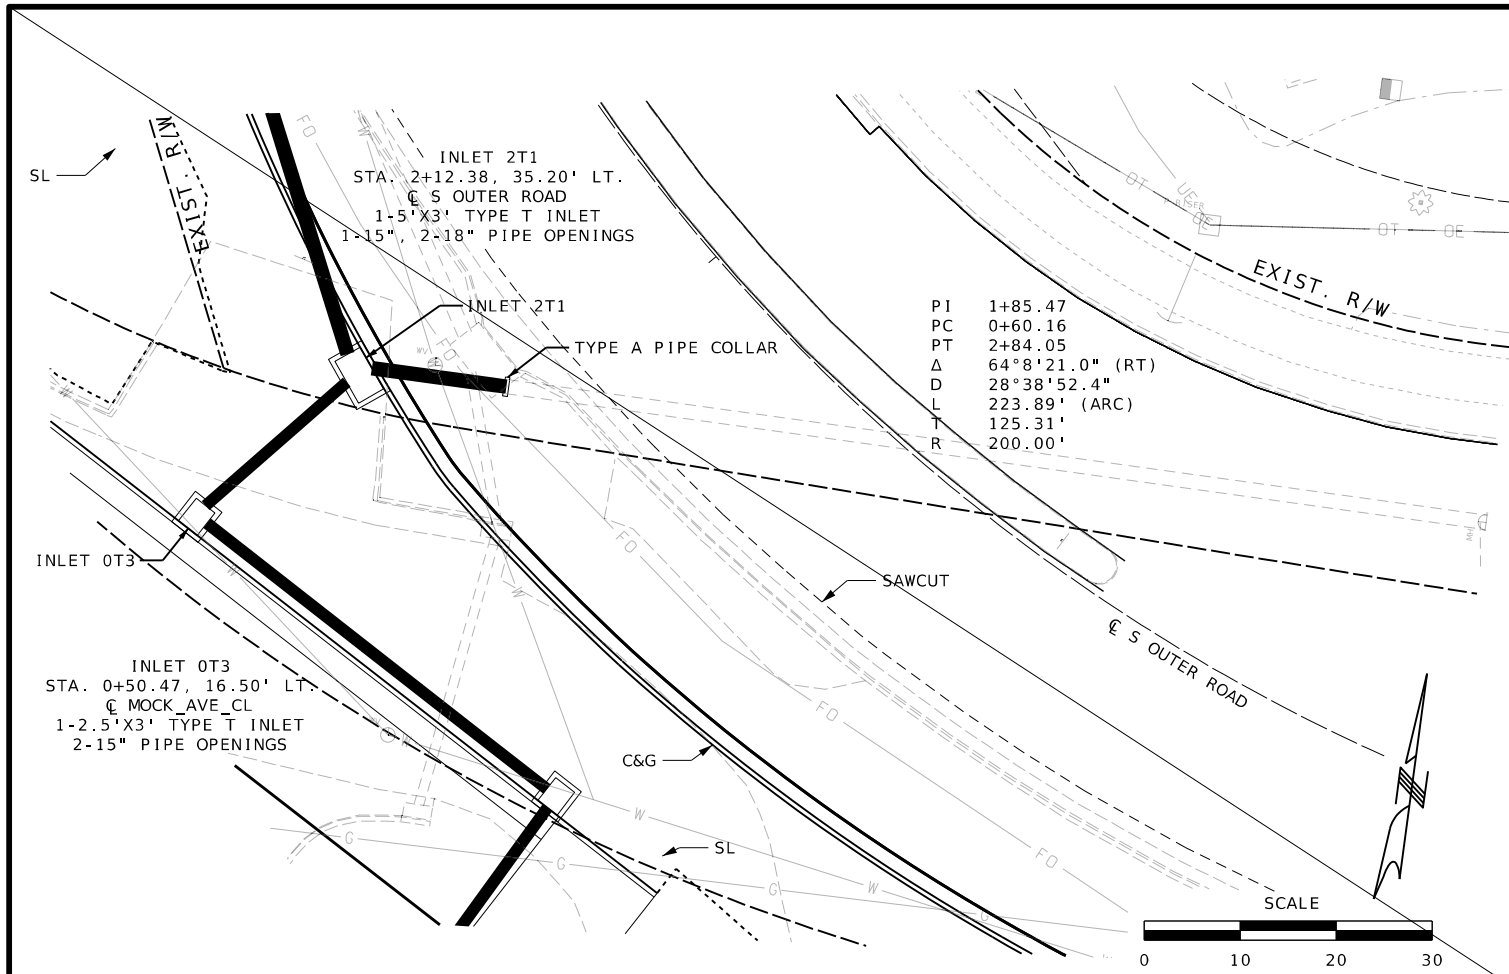 SL
EXIST. R/W
FO
W
INLET 2T1
STA. 2+12.38, 35.20' LT.
℄ S OUTER ROAD
1-5'X3' TYPE T INLET
1-15", 2-18" PIPE OPENINGS
INLET 2T1
FO
WV
TYPE A PIPE COLLAR
OT
UE
OE
RISER
OT
OE
EXIST. R/W
PI 1+85.47
PC 0+60.16
PT 2+84.05
Δ 64°8'21.0" (RT)
D 28°38'52.4"
L 223.89' (ARC)
T 125.31'
R 200.00'
W
MH
FO
INLET 0T3
W
W
SAWCUT
℄ S OUTER ROAD
INLET 0T3
STA. 0+50.47, 16.50' LT.
℄ MOCK_AVE_CL
1-2.5'X3' TYPE T INLET
2-15" PIPE OPENINGS
FO
W
C&G
W
G
SL
FO
G
G
W
G
N
SCALE
0 10 20 30